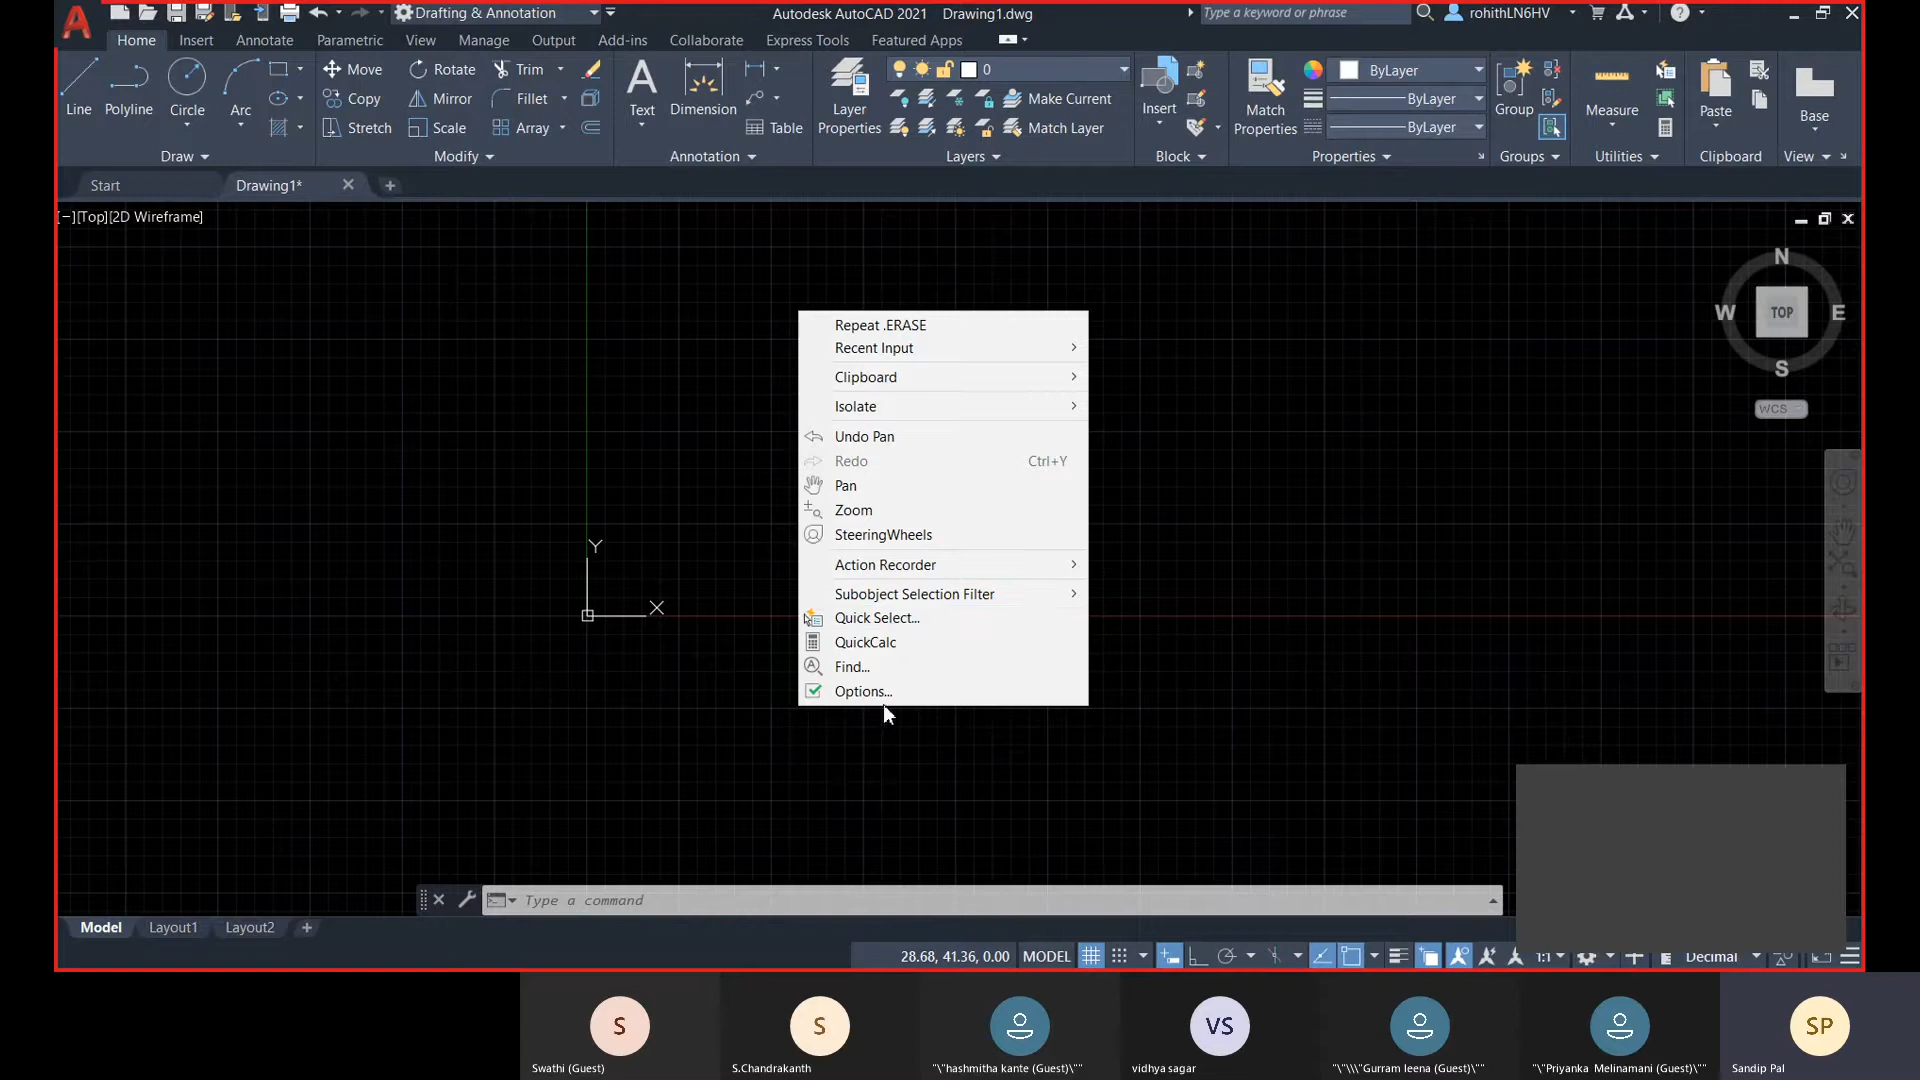 Drafting & Annotation
Autodesk AutoCAD 2021 Drawing1.dwg
Type a keyword or phrase
rohithLN6HV
Home Insert Annotate Parametric View Manage Output Add-ins Collaborate Express Tools Featured Apps
Line
Polyline
Circle
Arc
Move
Rotate
Trim
Copy
Mirror
Fillet
Stretch
Scale
Array
Text
Dimension
Table
Layer
Properties
0
Make Current
Match Layer
Insert
Match
Properties
ByLayer
ByLayer
ByLayer
Group
Measure
Paste
Base
Draw
Modify
Annotation
Layers
Block
Properties
Groups
Utilities
Clipboard
View
Start
Drawing1*
[−][Top][2D Wireframe]
N
W
TOP
E
S
WCS
Repeat .ERASE
Recent Input
Clipboard
Isolate
Undo Pan
Redo Ctrl+Y
Pan
Zoom
SteeringWheels
Action Recorder
Subobject Selection Filter
Quick Select...
QuickCalc
Find...
Options...
Y
X
Type a command
Model Layout1 Layout2
28.68, 41.36, 0.00 MODEL
1:1
Decimal
S
S
VS
SP
Swathi (Guest)
S.Chandrakanth
"\"hashmitha kante (Guest)\""
vidhya sagar
"\"\\\"Gurram leena (Guest)\""
"\"Priyanka Melinamani (Guest)\""
Sandip Pal